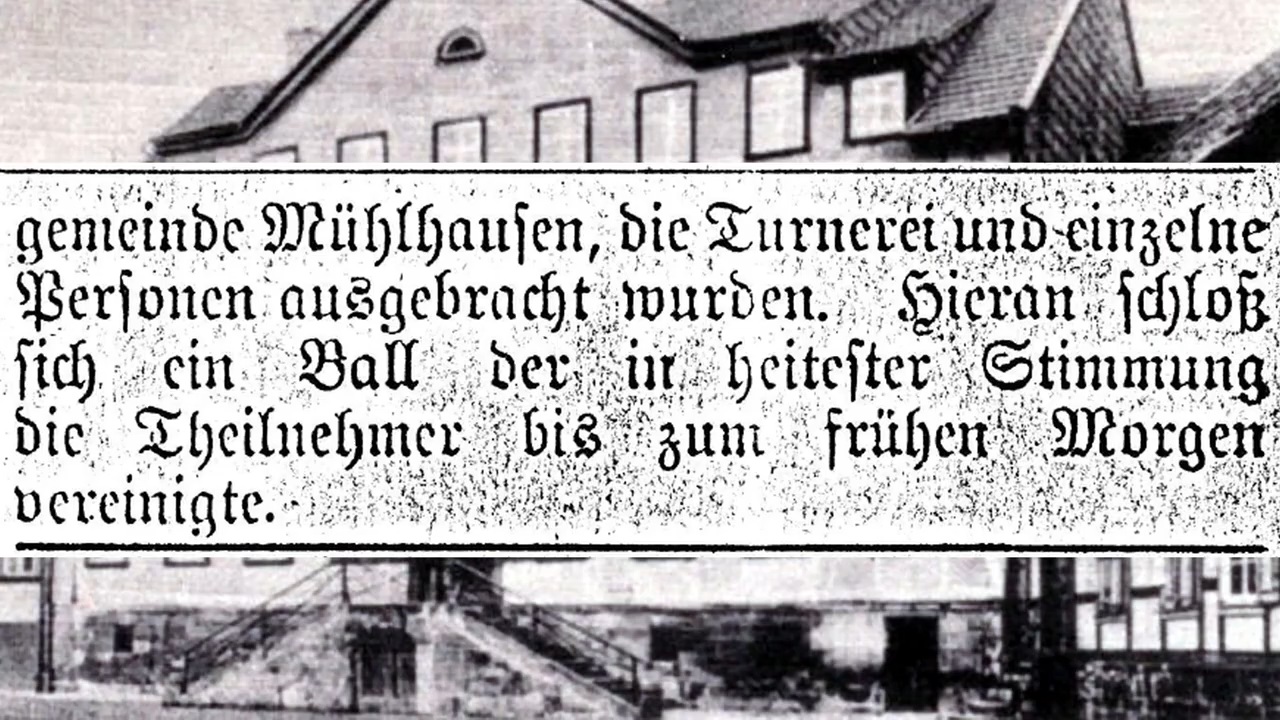 gemeinde Mühlhausen, die Turnerei und einzelne
Personen ausgebracht wurden. Hieran schloß
sich ein Ball der in heitester Stimmung
die Theilnehmer bis zum frühen Morgen
vereinigte.